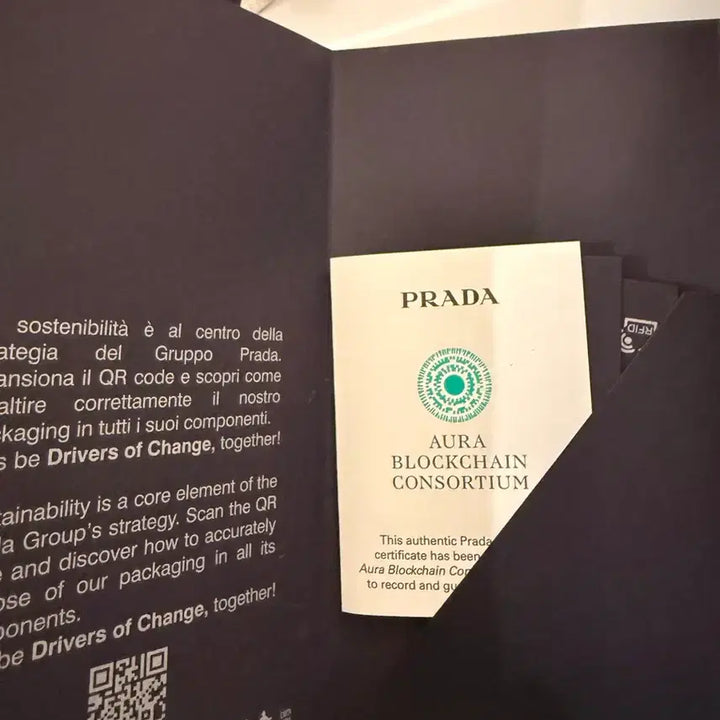 sostenibilità è al centro della
ategia del Gruppo Prada.
ansiona il QR code e scopri come
altire correttamente il nostro
kaging in tutti i suoi componenti.
s be Drivers of Change, together!
tainability is a core element of the
a Group's strategy. Scan the QR
and discover how to accurately
ose of our packaging in all its
ponents.
be Drivers of Change, together!
PRADA
AURA
BLOCKCHAIN
CONSORTIUM
This authentic Prada
certificate has been
Aura Blockchain Con
to record and gu
RFID